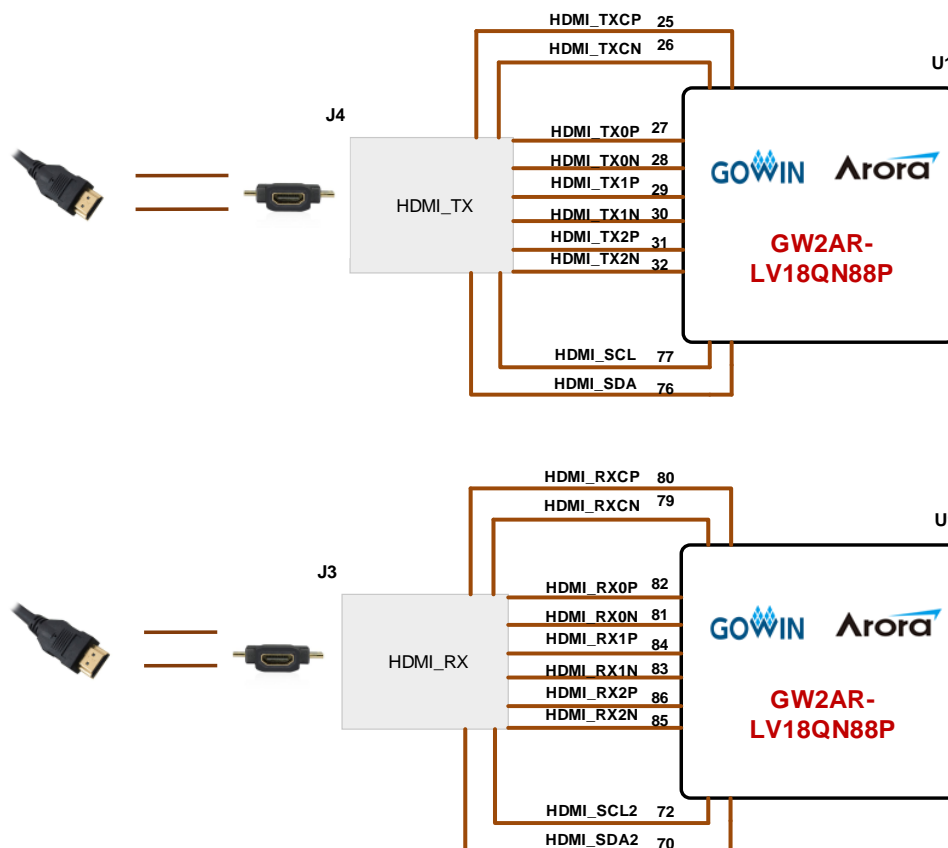 HDMI_TXCP 25
HDMI_TXCN 26
U1
J4
HDMI_TX0P 27
HDMI_TX0N 28
HDMI_TX1P 29
HDMI_TX1N 30
HDMI_TX2P 31
HDMI_TX2N 32
HDMI_TX
GOWIN Arora
GW2AR-
LV18QN88P
HDMI_SCL 77
HDMI_SDA 76
HDMI_RXCP 80
HDMI_RXCN 79
U
J3
HDMI_RX0P 82
HDMI_RX0N 81
HDMI_RX1P 84
HDMI_RX1N 83
HDMI_RX2P 86
HDMI_RX2N 85
HDMI_RX
GOWIN Arora
GW2AR-
LV18QN88P
HDMI_SCL2 72
HDMI_SDA2 70